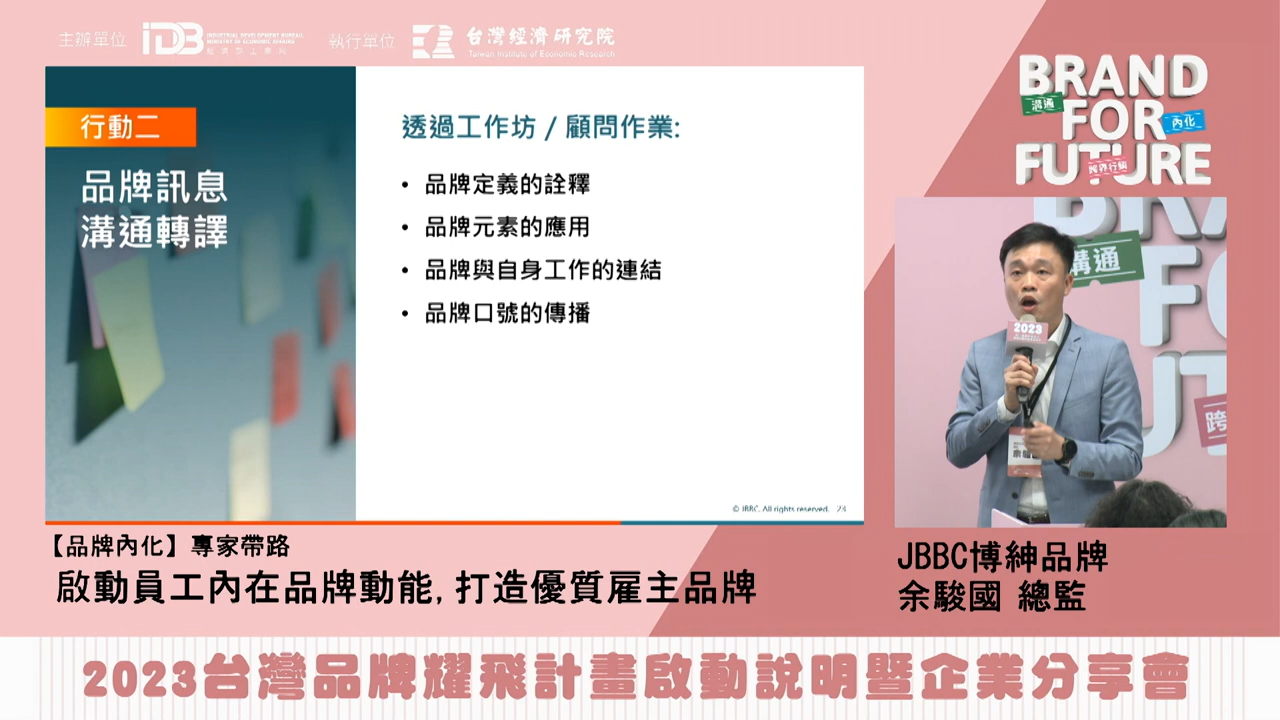 主辦單位
IDB
INDUSTRIAL DEVELOPMENT BUREAU,
MINISTRY OF ECONOMIC AFFAIRS
經濟部工業局
執行單位
台灣經濟研究院
Taiwan Institute of Economic Research
行動二
品牌訊息
溝通轉譯
透過工作坊 / 顧問作業:
• 品牌定義的詮釋
• 品牌元素的應用
• 品牌與自身工作的連結
• 品牌口號的傳播
© JBBC. All rights reserved. 23
BRAND
溝通
FOR
內化
FUTURE
跨界行銷
BRA
溝通
F
UT
跨
2023
【品牌內化】專家帶路
啟動員工內在品牌動能,打造優質雇主品牌
JBBC博紳品牌
余駿國 總監
2023台灣品牌耀飛計畫啟動說明暨企業分享會